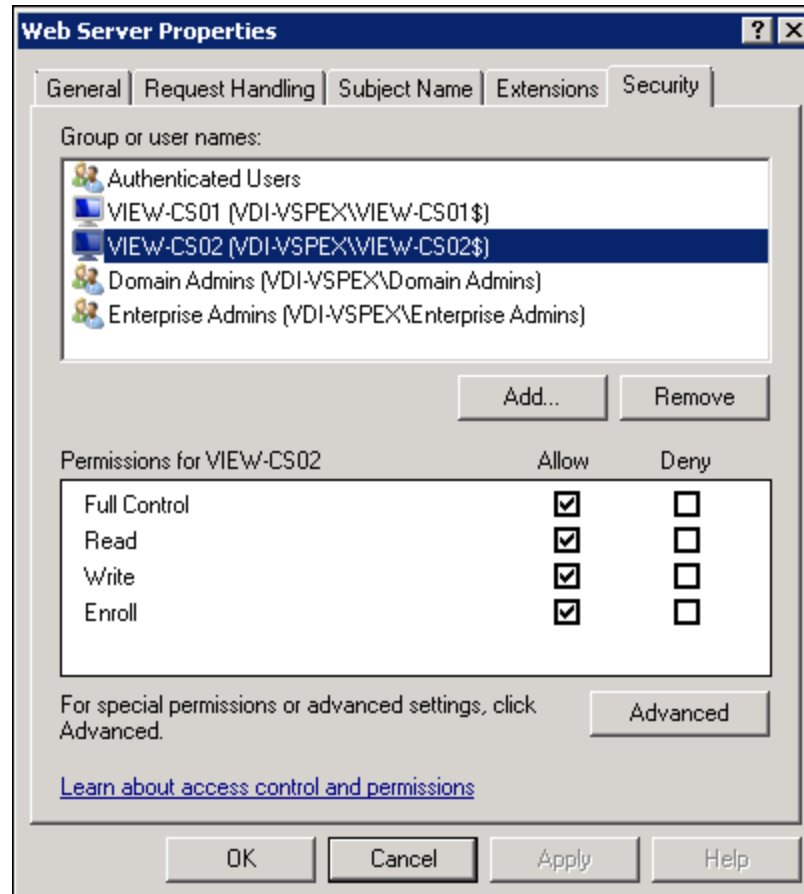 Web Server Properties
General Request Handling Subject Name Extensions Security
Group or user names:
Authenticated Users
VIEW-CS01 (VDI-VSPEX\VIEW-CS01$)
VIEW-CS02 (VDI-VSPEX\VIEW-CS02$)
Domain Admins (VDI-VSPEX\Domain Admins)
Enterprise Admins (VDI-VSPEX\Enterprise Admins)
Add... Remove
Permissions for VIEW-CS02 Allow Deny
Full Control
Read
Write
Enroll
For special permissions or advanced settings, click
Advanced.
Advanced
Learn about access control and permissions
OK Cancel Apply Help